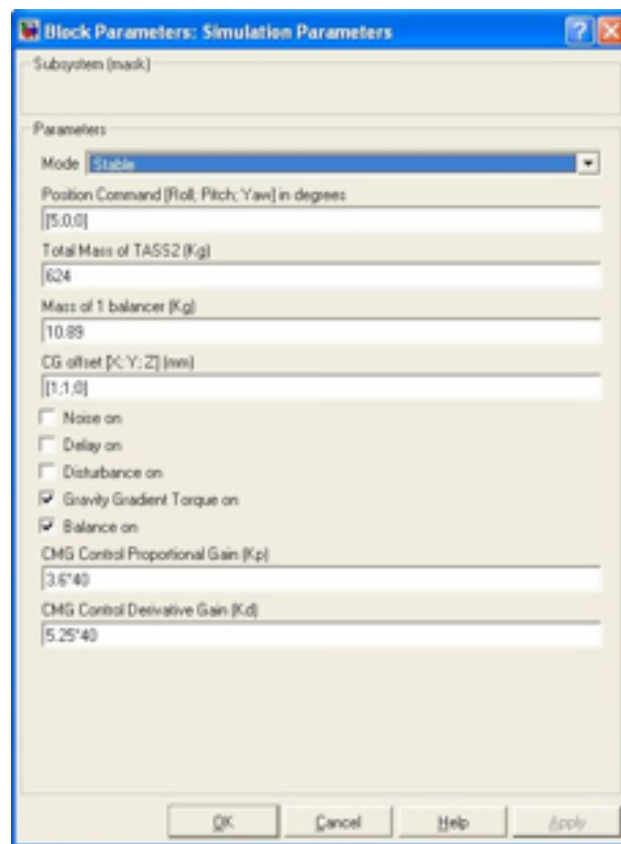 Block Parameters: Simulation Parameters
Subsystem (mask)
Parameters
Mode Stable
Position Command [Roll; Pitch; Yaw] in degrees
[5;0;0]
Total Mass of TASS2 (Kg)
624
Mass of 1 balancer (Kg)
10.89
CG offset [X; Y; Z] (mm)
[1;1;0]
Noise on
Delay on
Disturbance on
Gravity Gradient Torque on
Balance on
CMG Control Proportional Gain (Kp)
3.6*40
CMG Control Derivative Gain (Kd)
5.25*40
OK Cancel Help Apply